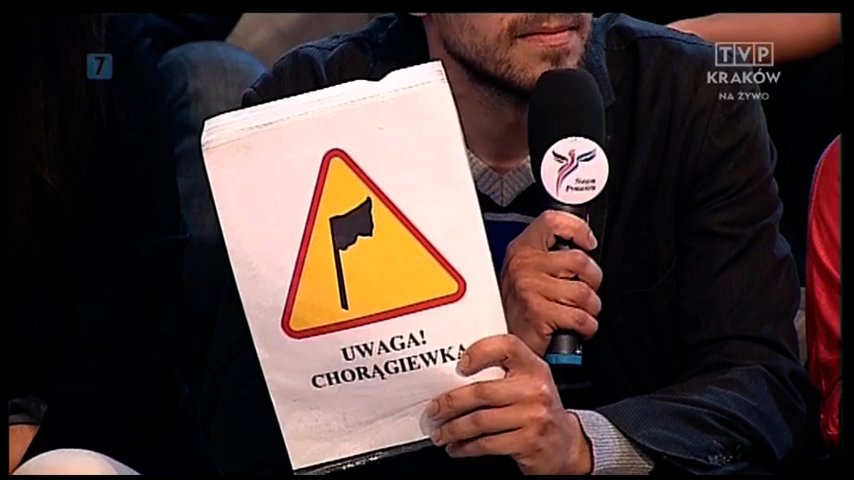 7
TVP
KRAKÓW
NA ŻYWO
UWAGA!
CHORĄGIEWKA